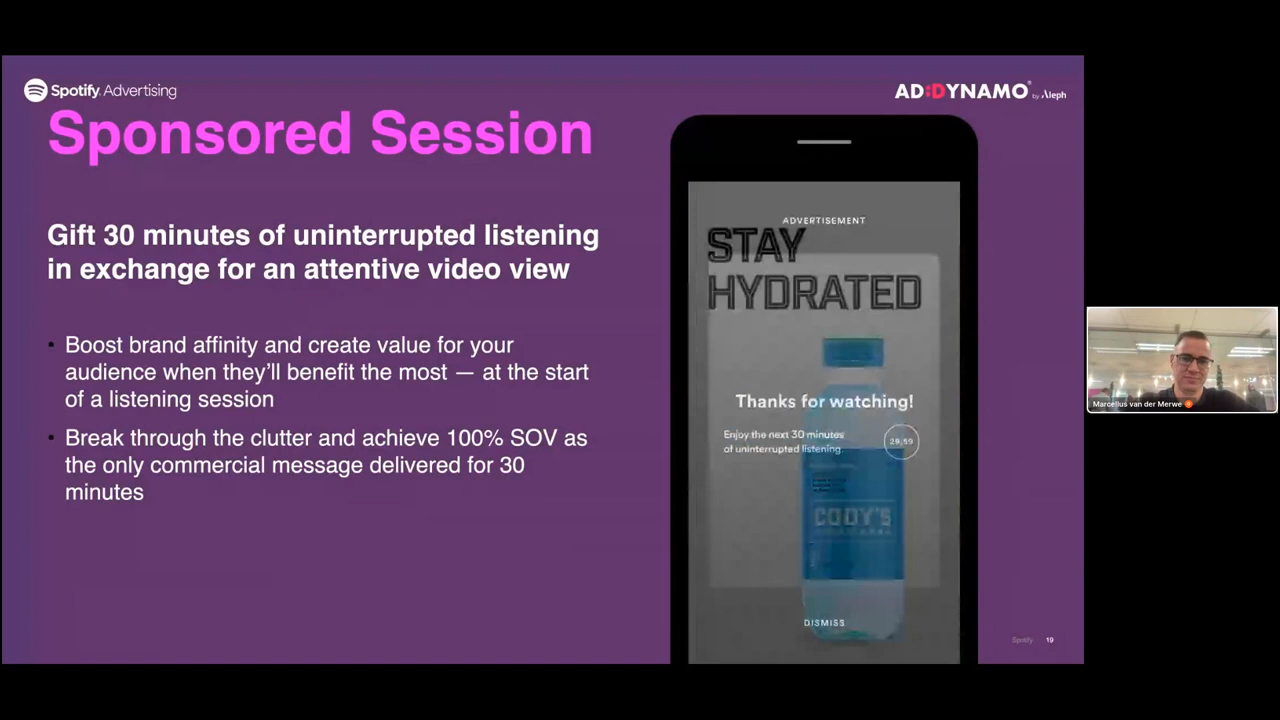 Spotify Advertising
AD:DYNAMO by Aleph
Sponsored Session
Gift 30 minutes of uninterrupted listening
in exchange for an attentive video view
• Boost brand affinity and create value for your
audience when they'll benefit the most — at the start
of a listening session
• Break through the clutter and achieve 100% SOV as
the only commercial message delivered for 30
minutes
ADVERTISEMENT
STAY
HYDRATED
Thanks for watching!
Enjoy the next 30 minutes
of uninterrupted listening.
29:59
CODY'S
DISMISS
Spotify 19
Marcellus van der Merwe